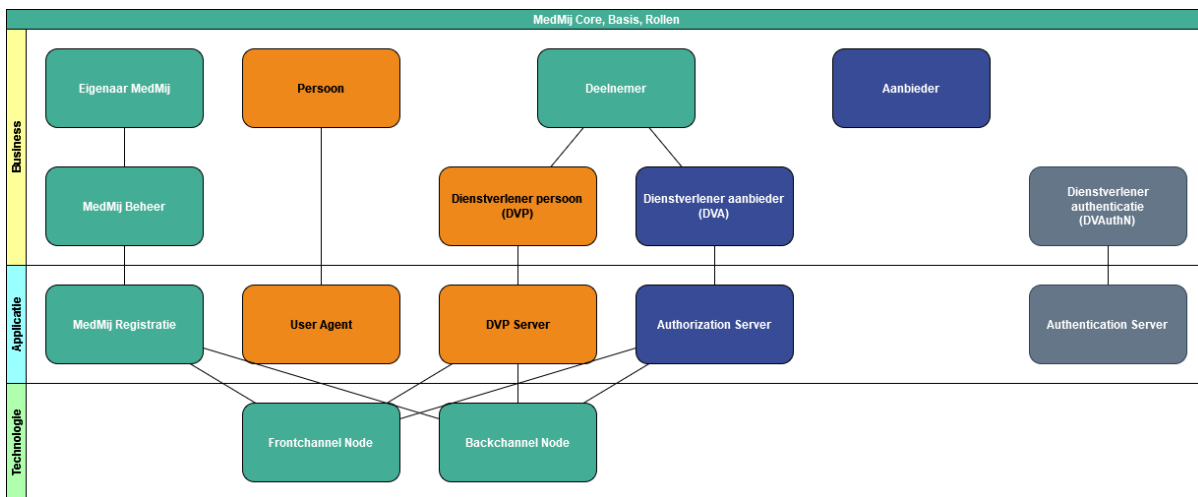 MedMij Core, Basis, Rollen
Business
Eigenaar MedMij
Persoon
Deelnemer
Aanbieder
MedMij Beheer
Dienstverlener persoon
(DVP)
Dienstverlener aanbieder
(DVA)
Dienstverlener
authenticatie
(DVAuthN)
Applicatie
MedMij Registratie
User Agent
DVP Server
Authorization Server
Authentication Server
Technologie
Frontchannel Node
Backchannel Node